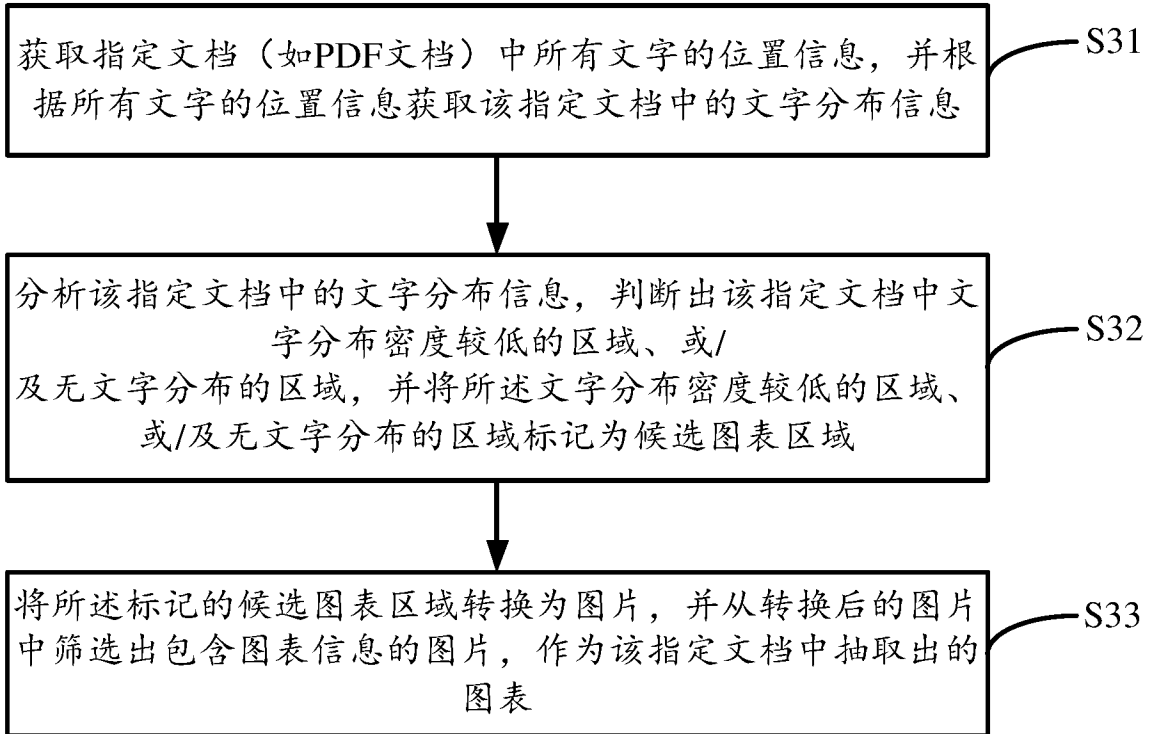 获取指定文档（如PDF文档）中所有文字的位置信息，并根
据所有文字的位置信息获取该指定文档中的文字分布信息
S31
分析该指定文档中的文字分布信息，判断出该指定文档中文
字分布密度较低的区域、或/
及无文字分布的区域，并将所述文字分布密度较低的区域、
或/及无文字分布的区域标记为候选图表区域
S32
将所述标记的候选图表区域转换为图片，并从转换后的图片
中筛选出包含图表信息的图片，作为该指定文档中抽取出的
图表
S33